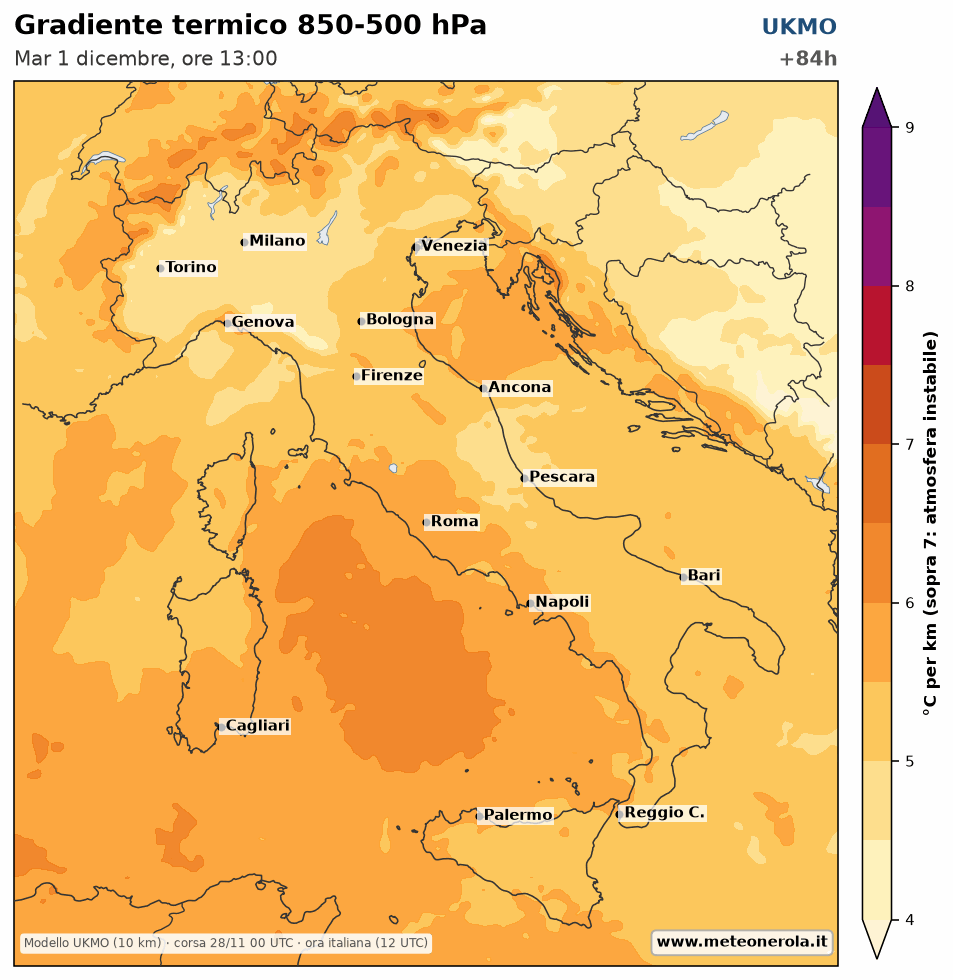 Gradiente termico 850-500 hPa
UKMO
Mar 1 dicembre, ore 13:00
+84h
Milano
Venezia
Torino
Genova
Bologna
Firenze
Ancona
Pescara
Roma
Bari
Napoli
Cagliari
Palermo
Reggio C.
9
8
7
6
5
4
°C per km (sopra 7: atmosfera instabile)
Modello UKMO (10 km) · corsa 28/11 00 UTC · ora italiana (12 UTC)
www.meteonerola.it